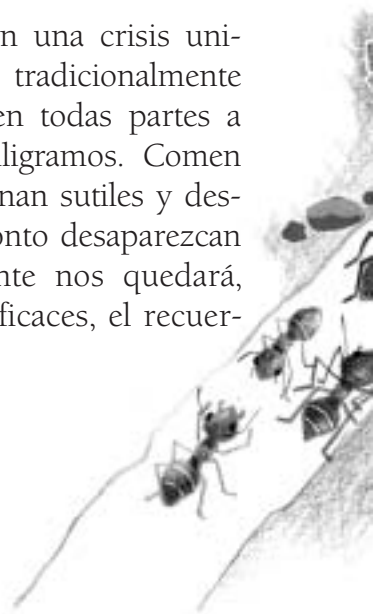 n una crisis uni-
tradicionalmente
en todas partes a
ligramos. Comen
nan sutiles y des-
onto desaparezcan
nte nos quedará,
ficaces, el recuer-